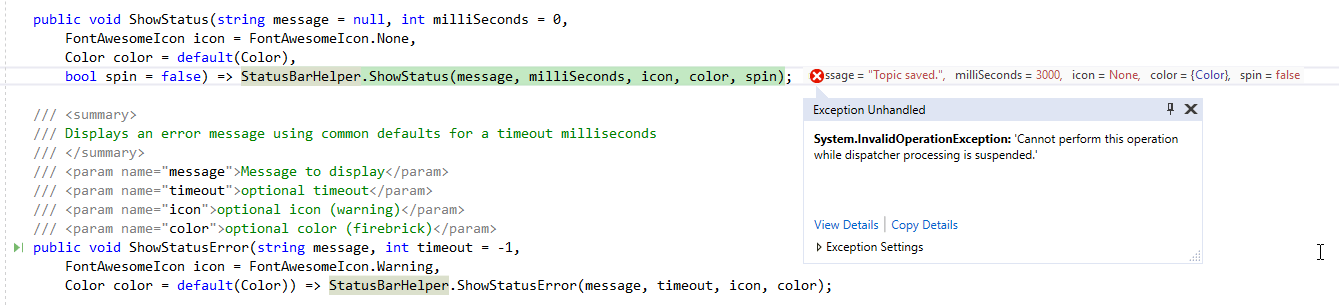 public void ShowStatus(string message = null, int milliSeconds = 0,
FontAwesomeIcon icon = FontAwesomeIcon.None,
Color color = default(Color),
bool spin = false) => StatusBarHelper.ShowStatus(message, milliSeconds, icon, color, spin); ssage = "Topic saved.", milliSeconds = 3000, icon = None, color = {Color}, spin = false
Exception Unhandled
System.InvalidOperationException: 'Cannot perform this operation
while dispatcher processing is suspended.'
View Details | Copy Details
Exception Settings
/// <summary>
/// Displays an error message using common defaults for a timeout milliseconds
/// </summary>
/// <param name="message">Message to display</param>
/// <param name="timeout">optional timeout</param>
/// <param name="icon">optional icon (warning)</param>
/// <param name="color">optional color (firebrick)</param>
public void ShowStatusError(string message, int timeout = -1,
FontAwesomeIcon icon = FontAwesomeIcon.Warning,
Color color = default(Color)) => StatusBarHelper.ShowStatusError(message, timeout, icon, color);